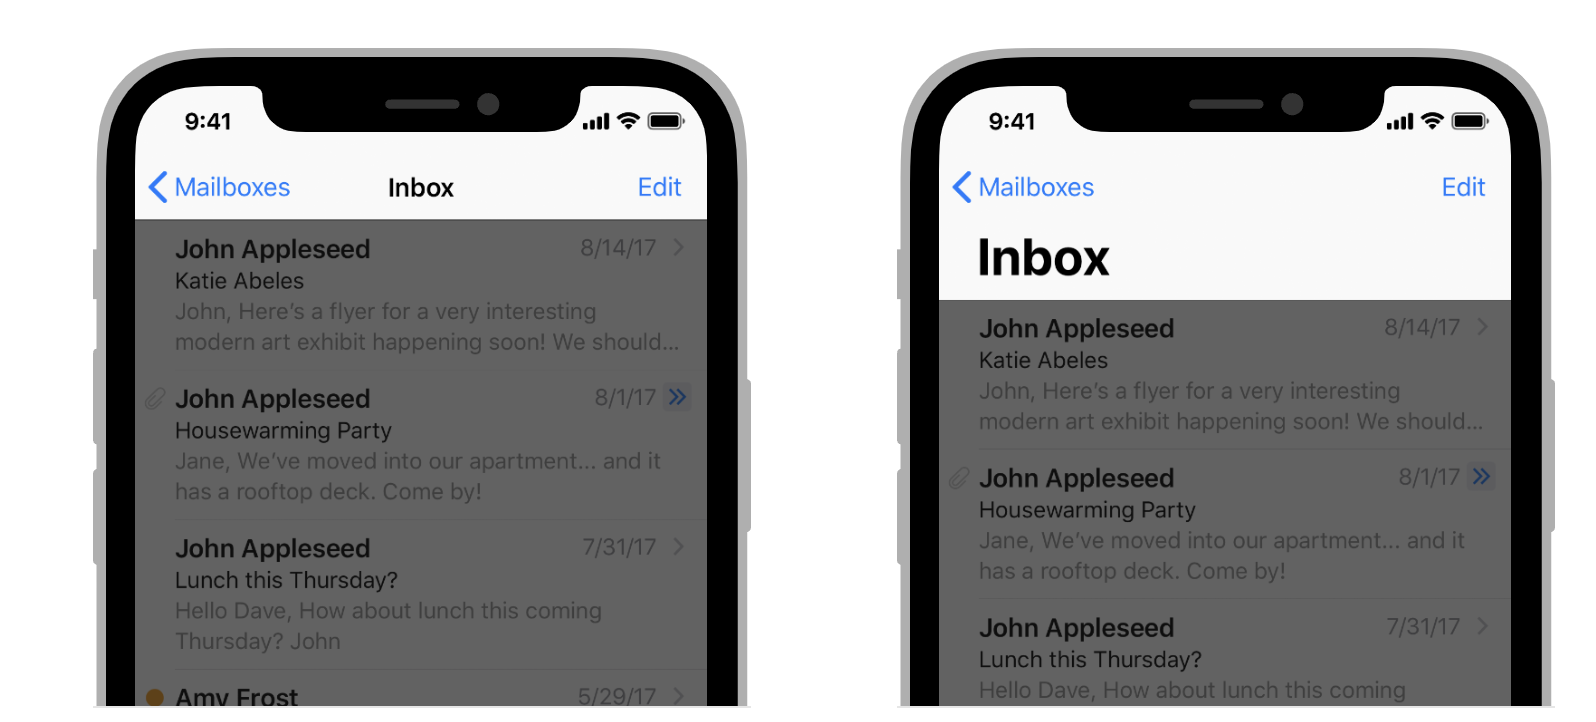 9:41
Mailboxes Inbox Edit
John Appleseed 8/14/17
Katie Abeles
John, Here's a flyer for a very interesting
modern art exhibit happening soon! We should...
John Appleseed 8/1/17
Housewarming Party
Jane, We've moved into our apartment... and it
has a rooftop deck. Come by!
John Appleseed 7/31/17
Lunch this Thursday?
Hello Dave, How about lunch this coming
Thursday? John
Amy Frost 5/29/17
9:41
Mailboxes Edit
Inbox
John Appleseed 8/14/17
Katie Abeles
John, Here's a flyer for a very interesting
modern art exhibit happening soon! We should...
John Appleseed 8/1/17
Housewarming Party
Jane, We've moved into our apartment... and it
has a rooftop deck. Come by!
John Appleseed 7/31/17
Lunch this Thursday?
Hello Dave, How about lunch this coming